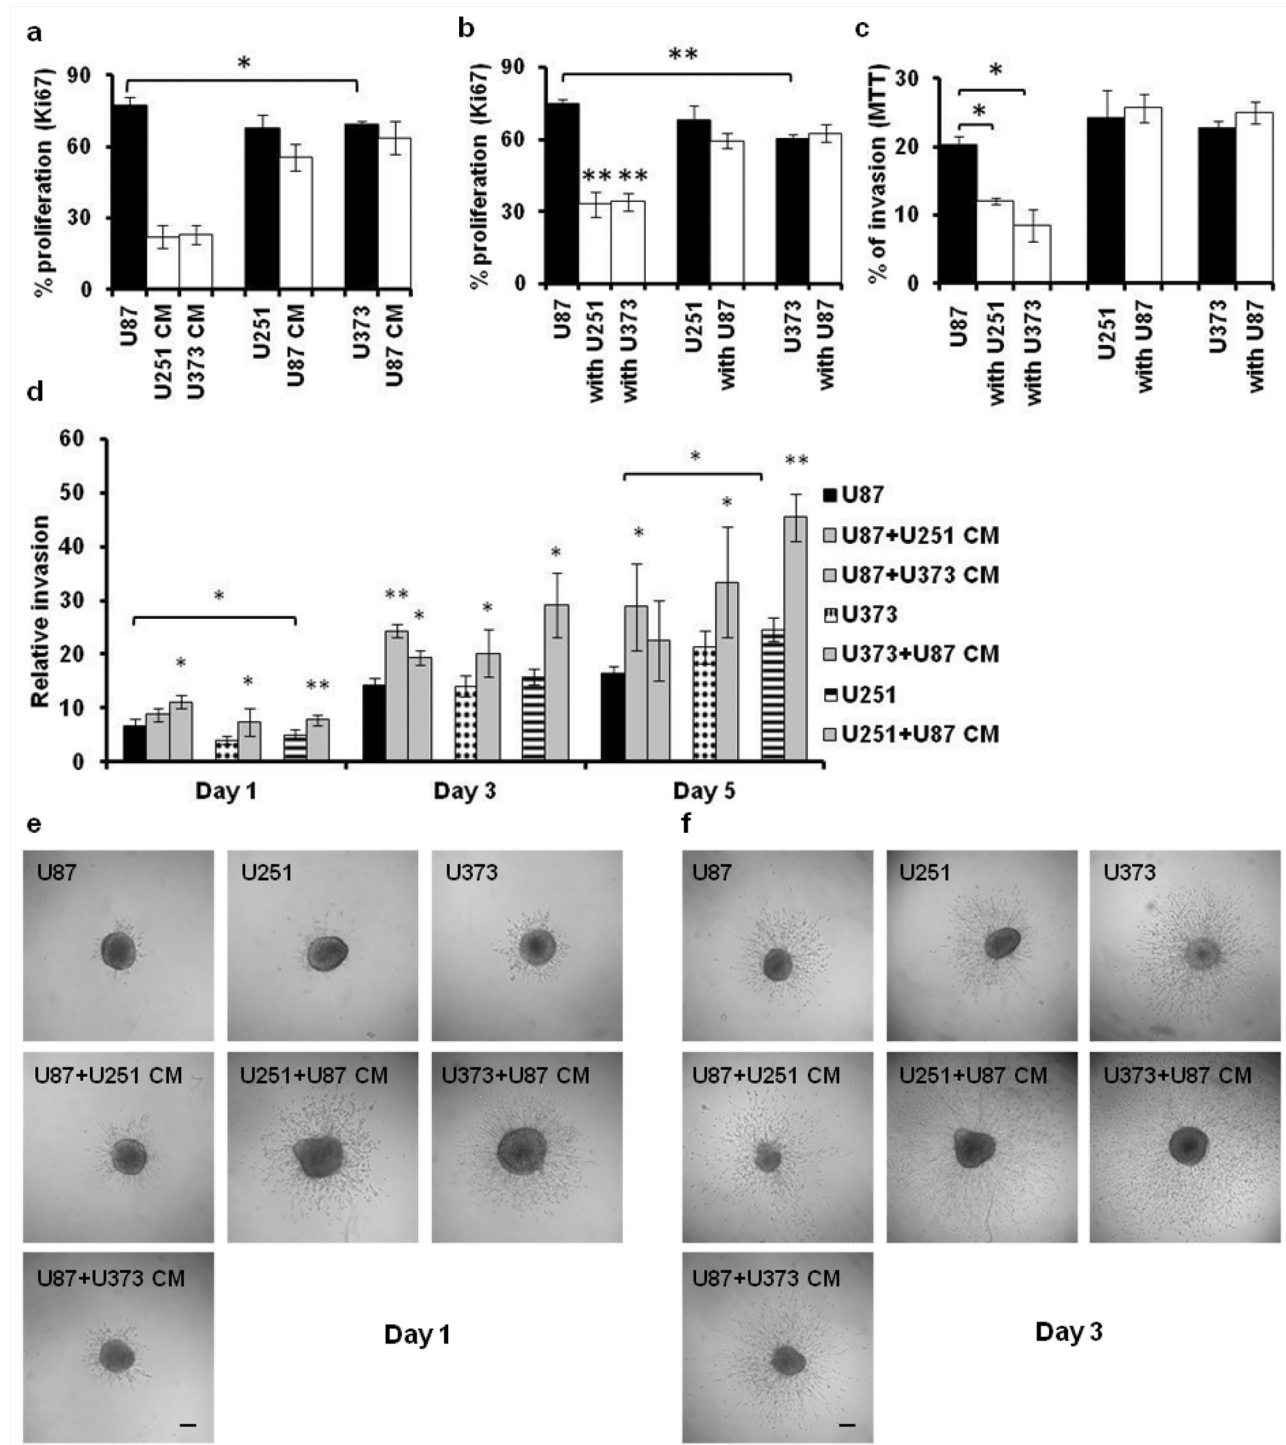 a
% proliferation (Ki67)
90
60
30
0
*
U87
U251 CM
U373 CM
U251
U87 CM
U373
U87 CM
b
% proliferation (Ki67)
90
60
30
0
**
** **
U87
with U251
with U373
U251
with U87
U373
with U87
c
% of invasion (MTT)
30
20
10
0
*
*
U87
with U251
with U373
U251
with U87
U373
with U87
d
Relative invasion
60
50
40
30
20
10
0
*
*
*
**
**
*
*
*
*
*
*
**
Day 1
Day 3
Day 5
U87
U87+U251 CM
U87+U373 CM
U373
U373+U87 CM
U251
U251+U87 CM
e
U87
U251
U373
U87+U251 CM
U251+U87 CM
U373+U87 CM
U87+U373 CM
Day 1
f
U87
U251
U373
U87+U251 CM
U251+U87 CM
U373+U87 CM
U87+U373 CM
Day 3